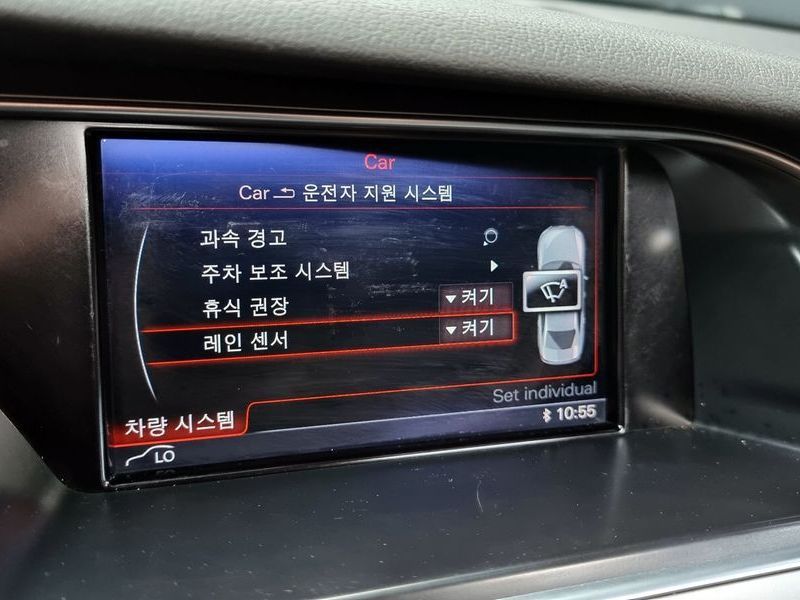 Car
Car 운전자 지원 시스템
과속 경고
주차 보조 시스템
휴식 권장 켜기
레인 센서 켜기
A
Set individual
차량 시스템
10:55
LO